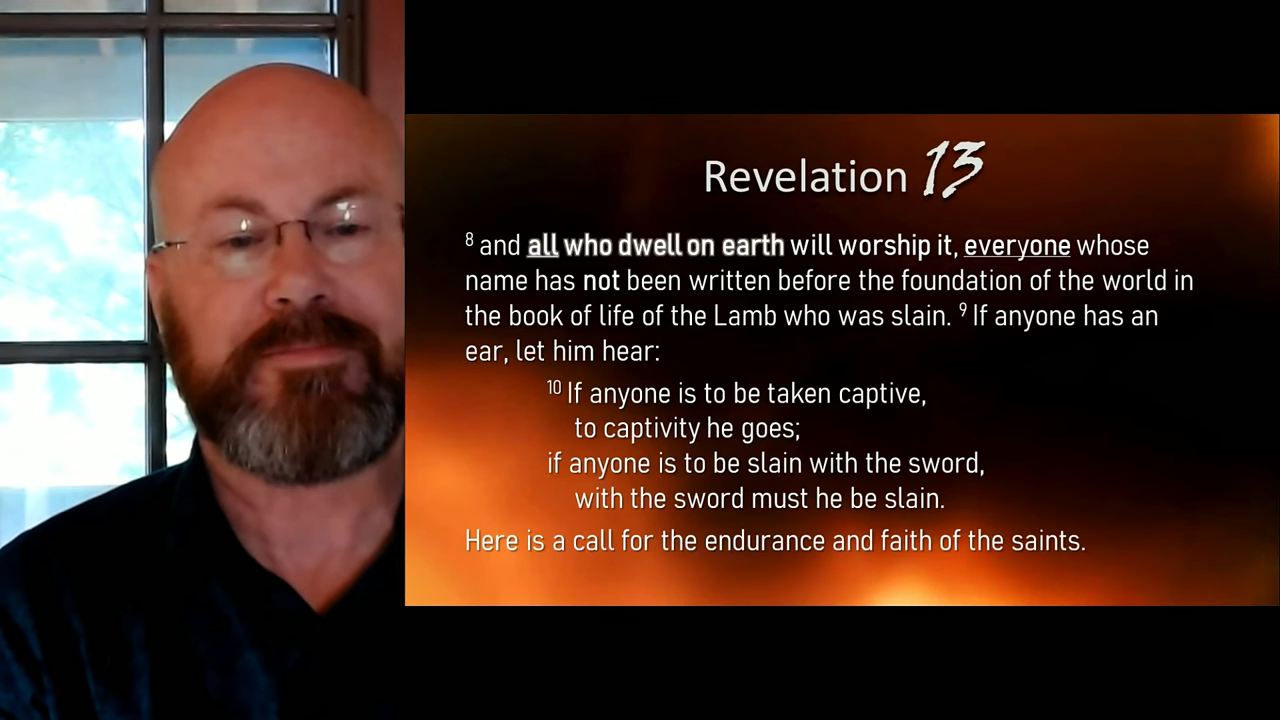 Revelation 13
8 and all who dwell on earth will worship it, everyone whose
name has not been written before the foundation of the world in
the book of life of the Lamb who was slain. 9 If anyone has an
ear, let him hear:
10 If anyone is to be taken captive,
to captivity he goes;
if anyone is to be slain with the sword,
with the sword must he be slain.
Here is a call for the endurance and faith of the saints.